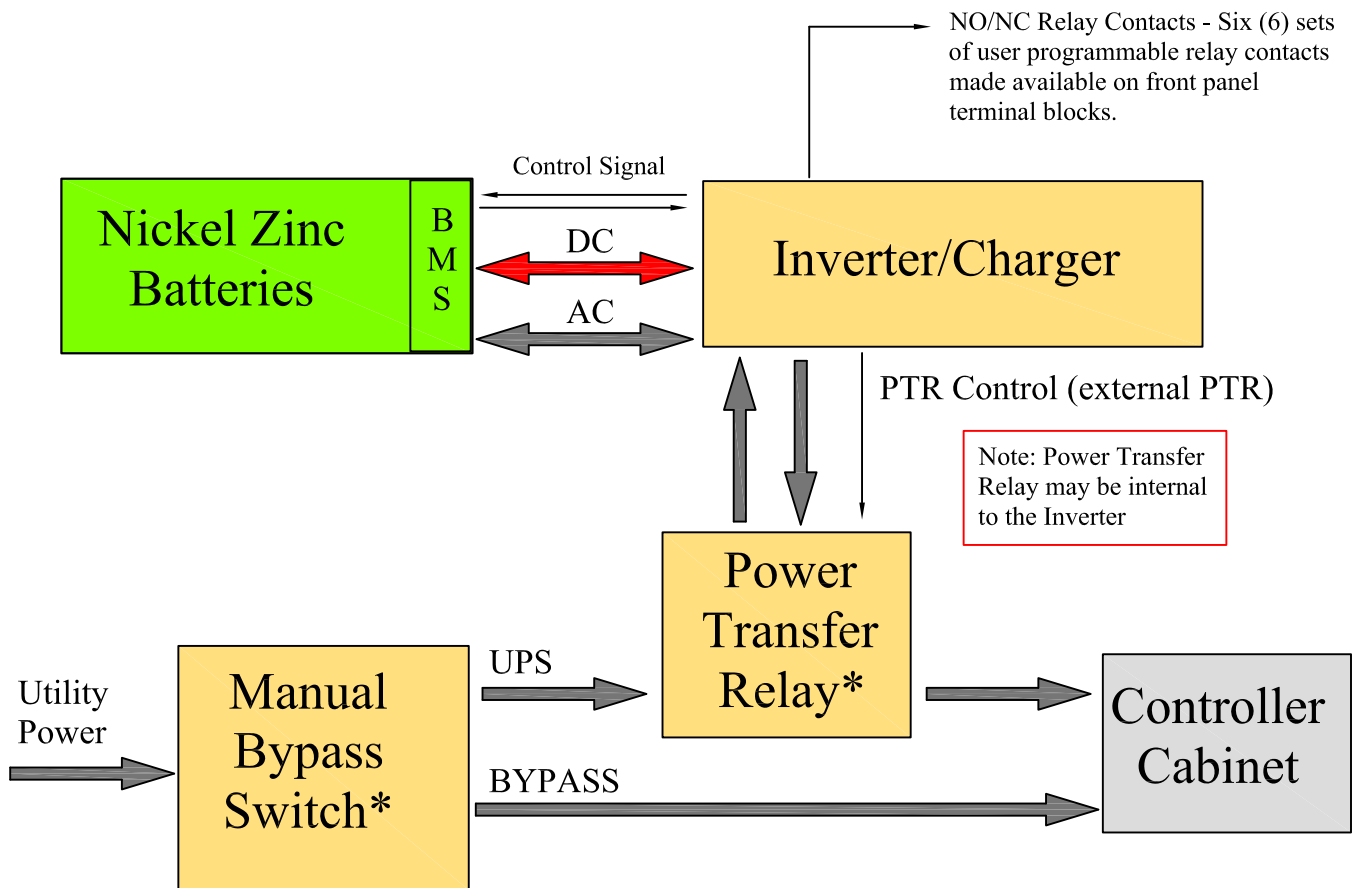 NO/NC Relay Contacts - Six (6) sets
of user programmable relay contacts
made available on front panel
terminal blocks.
Control Signal
Nickel Zinc
Batteries
B
M
S
DC
AC
Inverter/Charger
PTR Control (external PTR)
Note: Power Transfer
Relay may be internal
to the Inverter
Power
Transfer
Relay*
Utility
Power
Manual
Bypass
Switch*
UPS
BYPASS
Controller
Cabinet